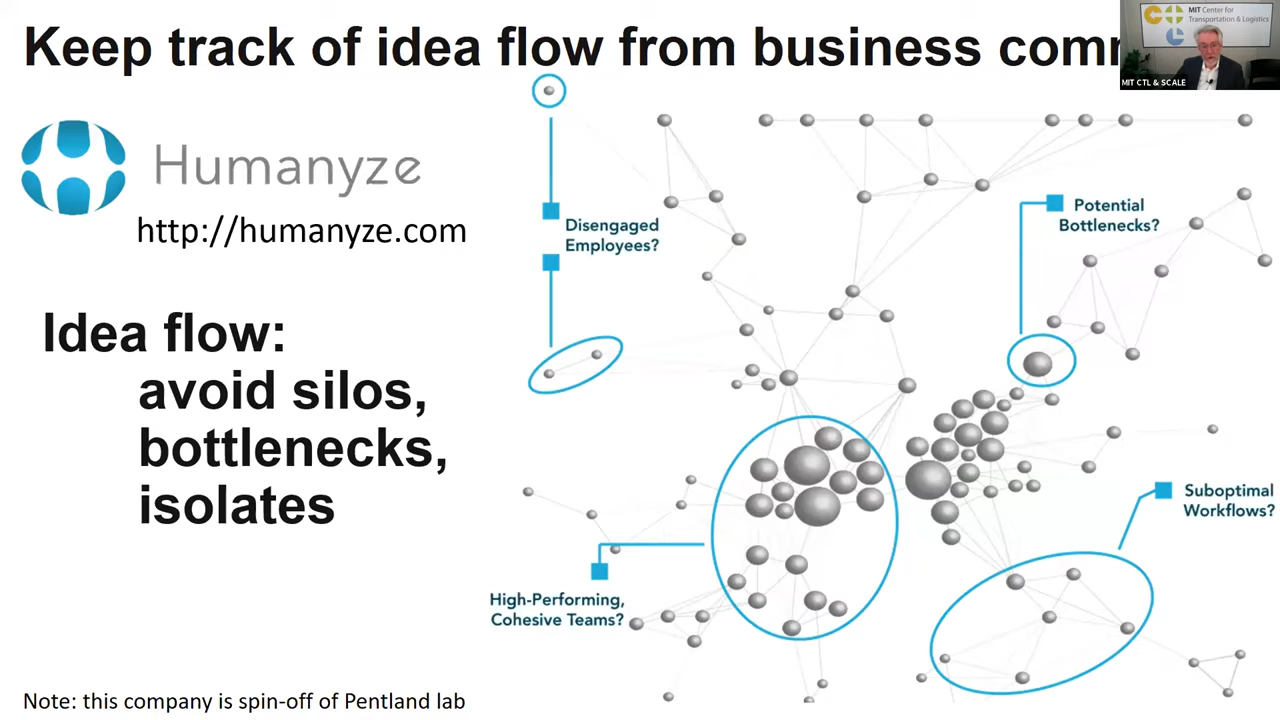 Keep track of idea flow from business com
MIT Center for
Transportation & Logistics
MIT CTL & SCALE
Humanyze
http://humanyze.com
Disengaged
Employees?
Potential
Bottlenecks?
Idea flow:
avoid silos,
bottlenecks,
isolates
Suboptimal
Workflows?
High-Performing,
Cohesive Teams?
Note: this company is spin-off of Pentland lab